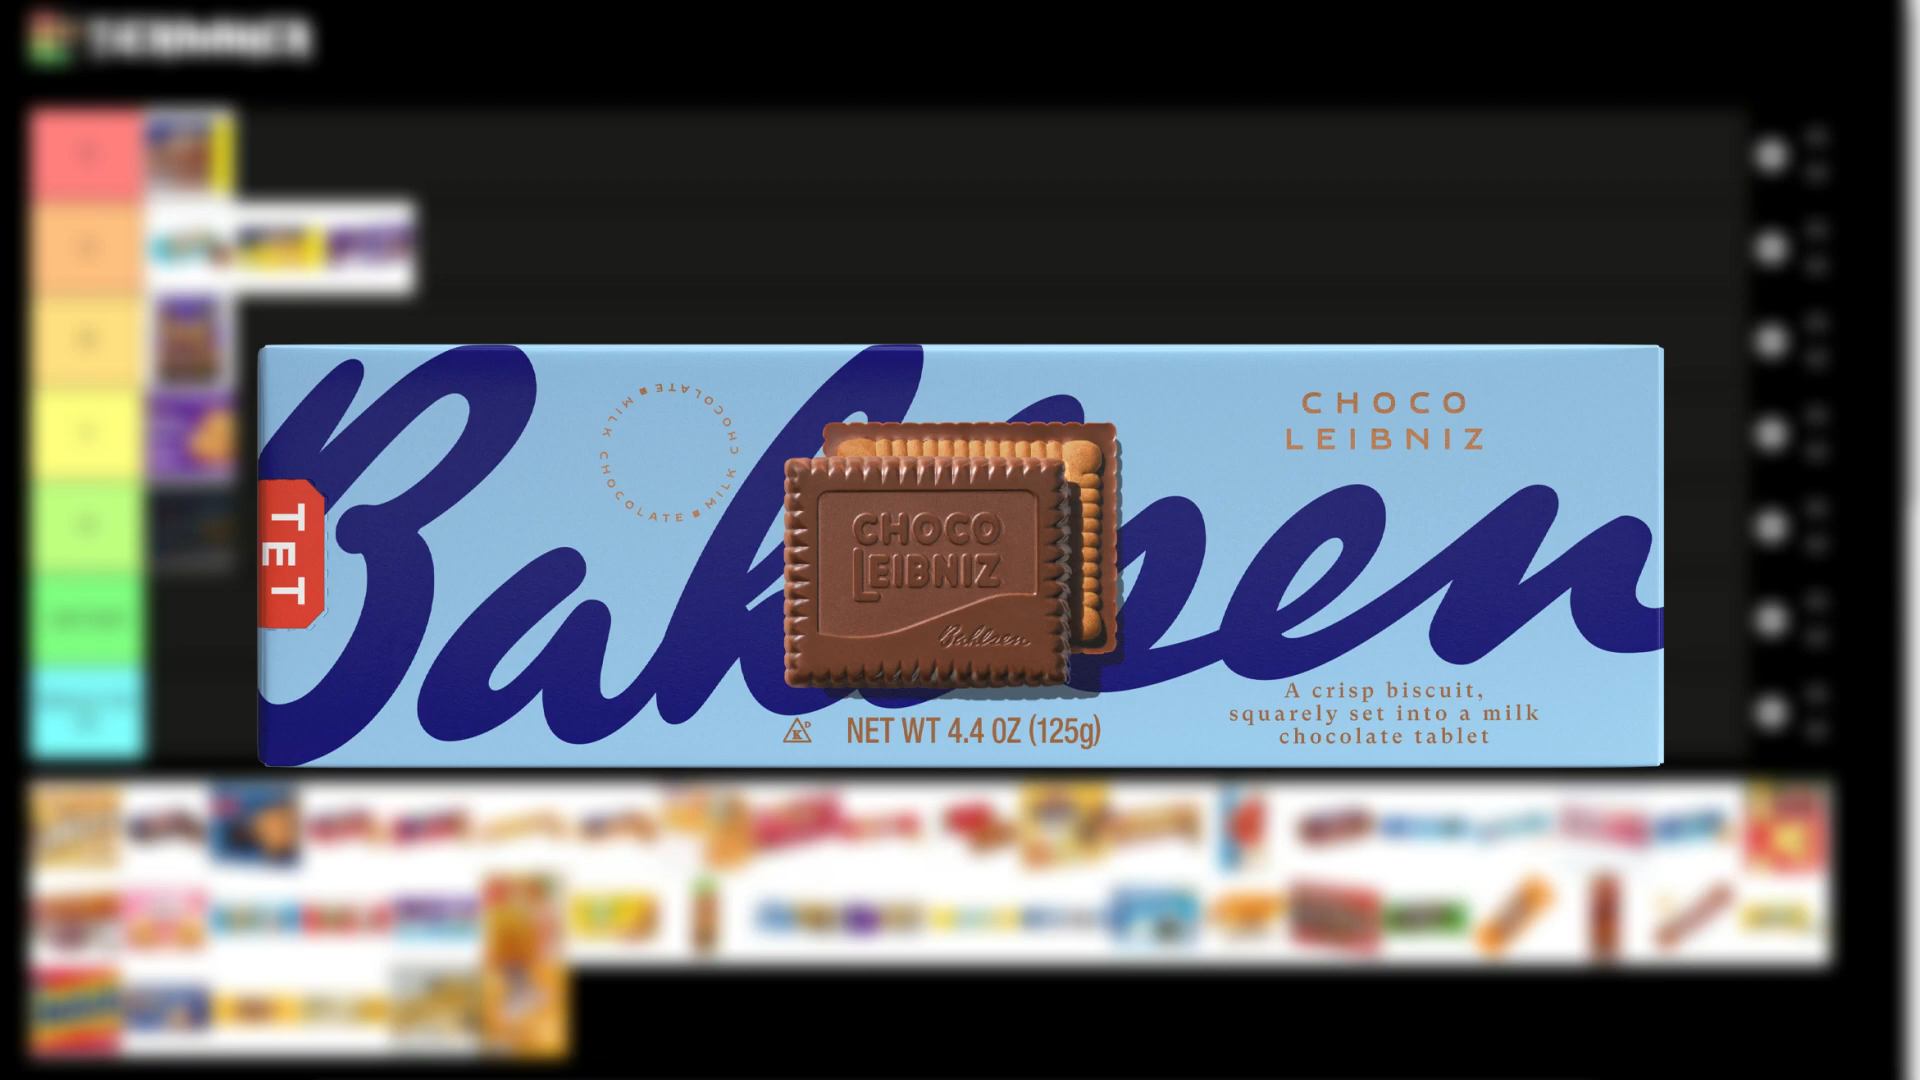 Bahlsen
TET
MILK CHOCOLATE ■ MILK CHOCOLATE ■
CHOCO
LEIBNIZ
CHOCO
LEIBNIZ
Bahlsen
K D
NET WT 4.4 OZ (125g)
A crisp biscuit,
squarely set into a milk
chocolate tablet